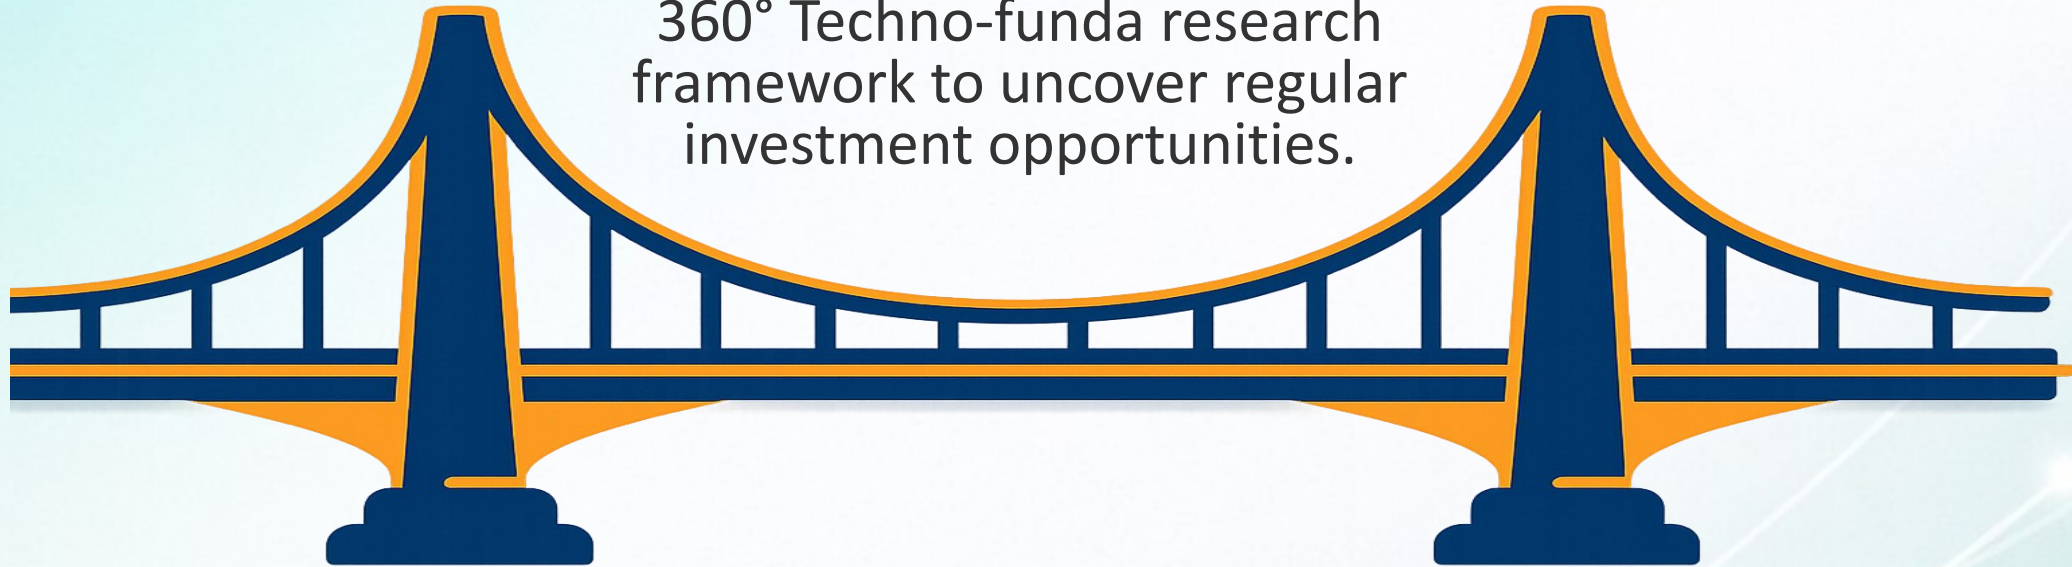 360° Techno-funda research
framework to uncover regular
investment opportunities.